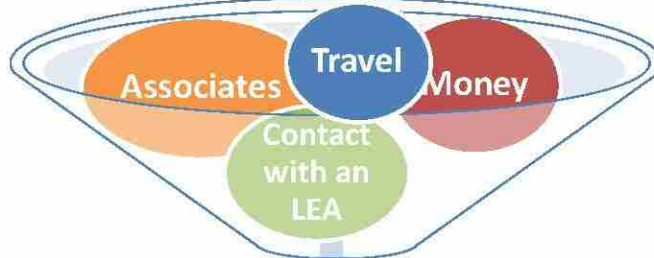 Associates
Travel
Money
Contact
with an
LEA